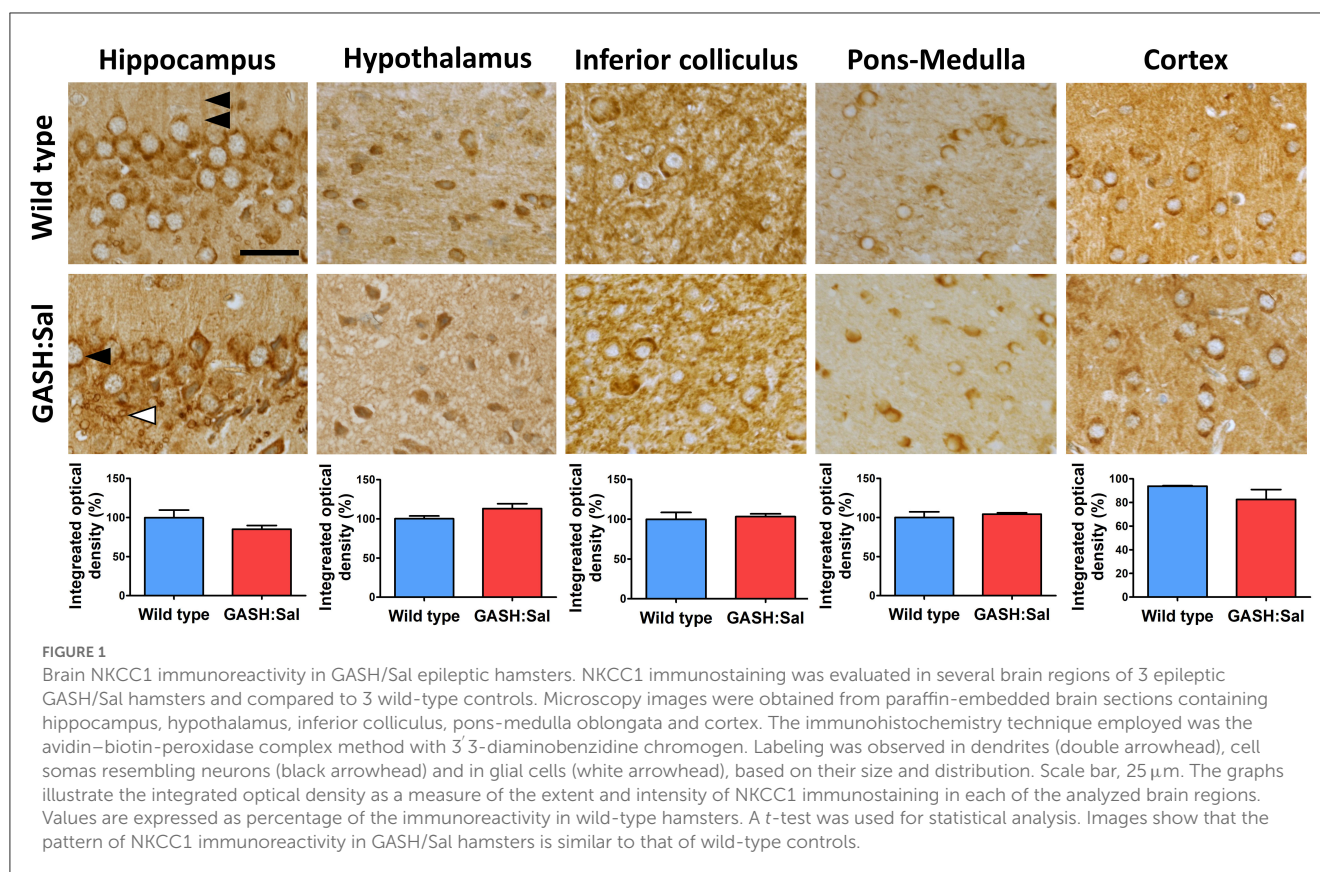 Hippocampus Hypothalamus Inferior colliculus Pons-Medulla Cortex
Wild type
GASH:Sal
Integreated optical
density (%)
150
100
50
0
Wild type GASH:Sal
Integreated optical
density (%)
150
100
50
0
Wild type GASH:Sal
Integreated optical
density (%)
150
100
50
0
Wild type GASH:Sal
Integreated optical
density (%)
150
100
50
0
Wild type GASH:Sal
Integreated optical
density (%)
100
80
60
40
20
0
Wild type GASH:Sal
FIGURE 1
Brain NKCC1 immunoreactivity in GASH/Sal epileptic hamsters. NKCC1 immunostaining was evaluated in several brain regions of 3 epileptic
GASH/Sal hamsters and compared to 3 wild-type controls. Microscopy images were obtained from paraffin-embedded brain sections containing
hippocampus, hypothalamus, inferior colliculus, pons-medulla oblongata and cortex. The immunohistochemistry technique employed was the
avidin–biotin-peroxidase complex method with 3′3-diaminobenzidine chromogen. Labeling was observed in dendrites (double arrowhead), cell
somas resembling neurons (black arrowhead) and in glial cells (white arrowhead), based on their size and distribution. Scale bar, 25 μm. The graphs
illustrate the integrated optical density as a measure of the extent and intensity of NKCC1 immunostaining in each of the analyzed brain regions.
Values are expressed as percentage of the immunoreactivity in wild-type hamsters. A t-test was used for statistical analysis. Images show that the
pattern of NKCC1 immunoreactivity in GASH/Sal hamsters is similar to that of wild-type controls.